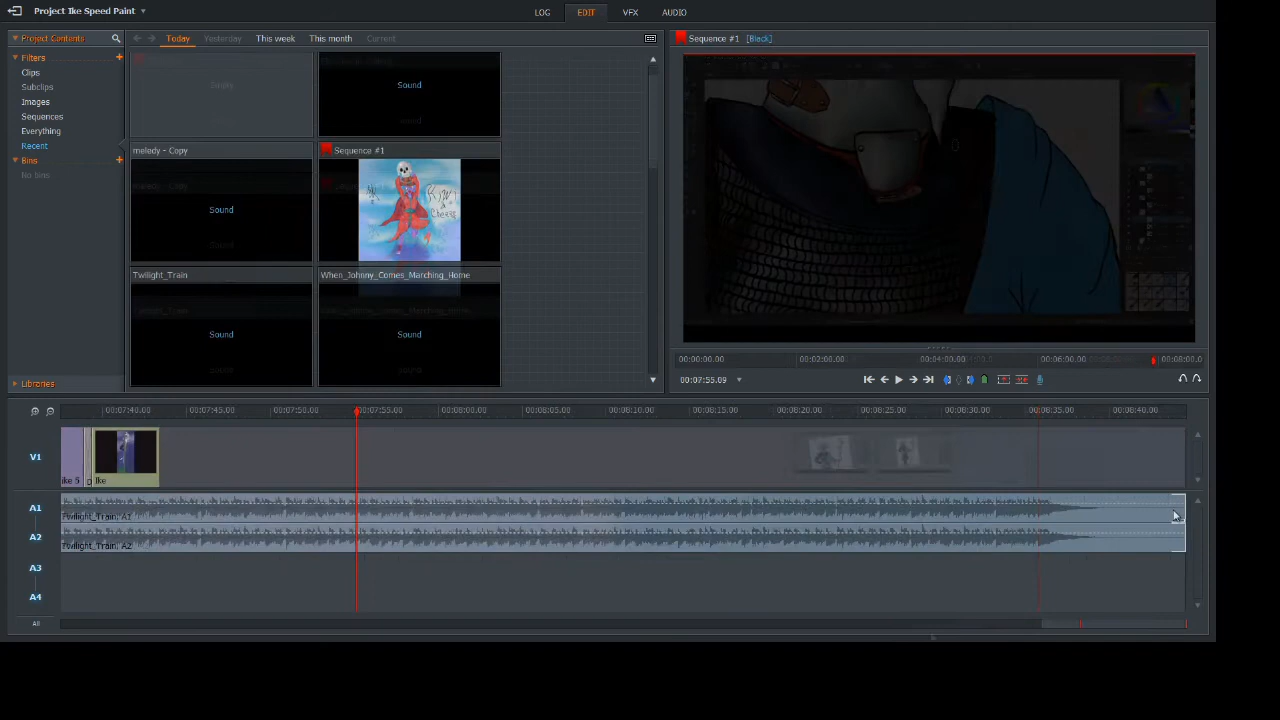 Project Ike Speed Paint
LOG EDIT VFX AUDIO
Project Contents
Today Yesterday This week This month Current
Sequence #1 [Black]
Filters
Clips
Subclips
Images
Sequences
Everything
Recent
Bins
No bins
Libraries
Empty
Sound
melody - Copy
Sequence #1
Sound
Twilight_Train
When_Johnny_Comes_Marching_Home
Sound
Sound
00:00:00.00 00:02:00.00 00:04:00.00 00:06:00.00 00:08:00.0
00:07:55.09
00:07:40.00 00:07:45.00 00:07:50.00 00:07:55.00 00:08:00.00 00:08:05.00 00:08:10.00 00:08:15.00 00:08:20.00 00:08:25.00 00:08:30.00 00:08:35.00 00:08:40.00
V1
Ike
A1
Twilight_Train, A1
A2
Twilight_Train, A2
A3
A4
All